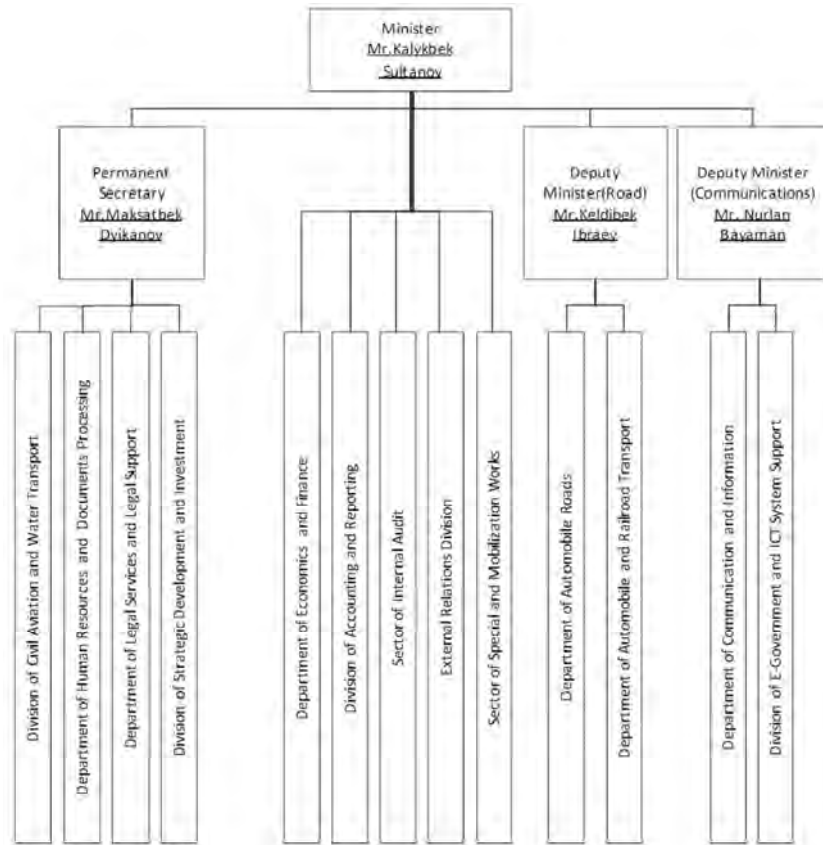 Minister
Mr.Kalykbek
Sultanov
Permanent
Secretary
Mr.Maksatbek
Dyikanov
Deputy
Minister(Road)
Mr.Keldibek
Ibraev
Deputy Minister
(Communications)
Mr. Nurlan
Bayaman
Division of Civil Aviation and Water Transport
Department of Human Resources and Documents Processing
Department of Legal Services and Legal Support
Division of Strategic Development and Investment
Department of Economics and Finance
Division of Accounting and Reporting
Sector of Internal Audit
External Relations Division
Sector of Special and Mobilization Works
Department of Automobile Roads
Department of Automobile and Railroad Transport
Department of Communication and Information
Division of E-Government and ICT System Support